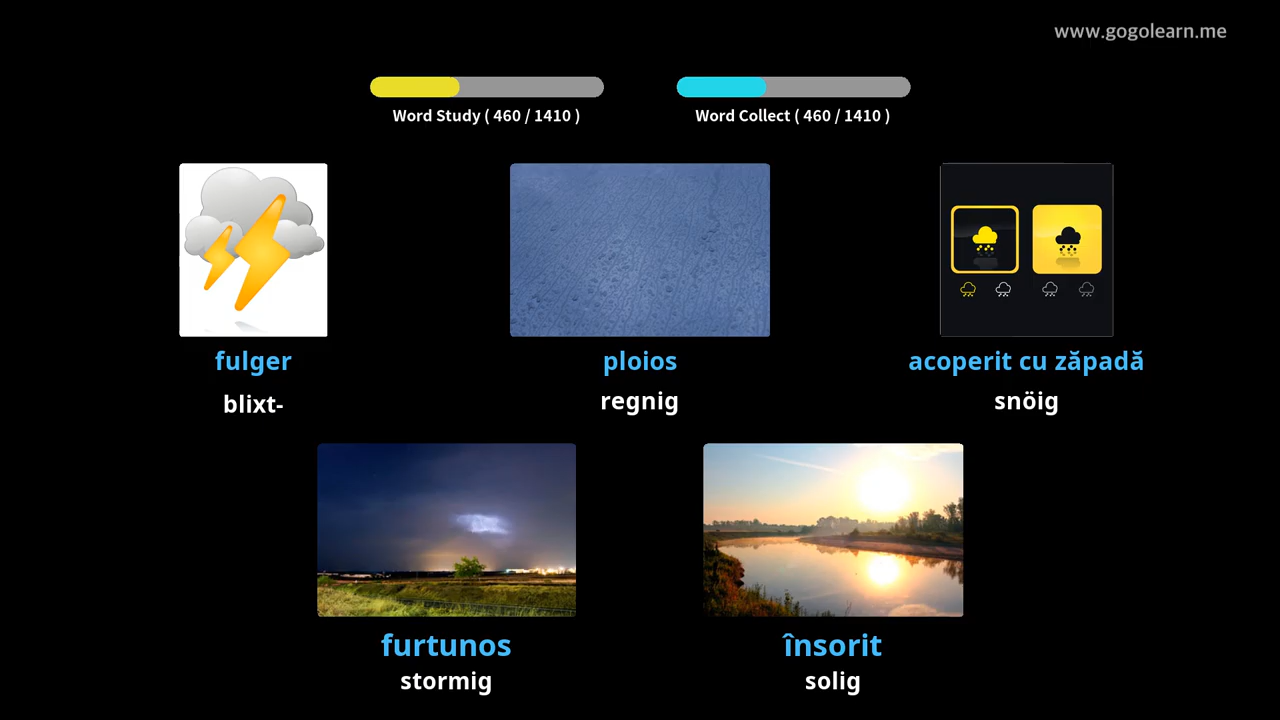 www.gogolearn.me
Word Study ( 460 / 1410 )
Word Collect ( 460 / 1410 )
fulger
blixt-
ploios
regnig
acoperit cu zăpadă
snöig
furtunos
stormig
însorit
solig